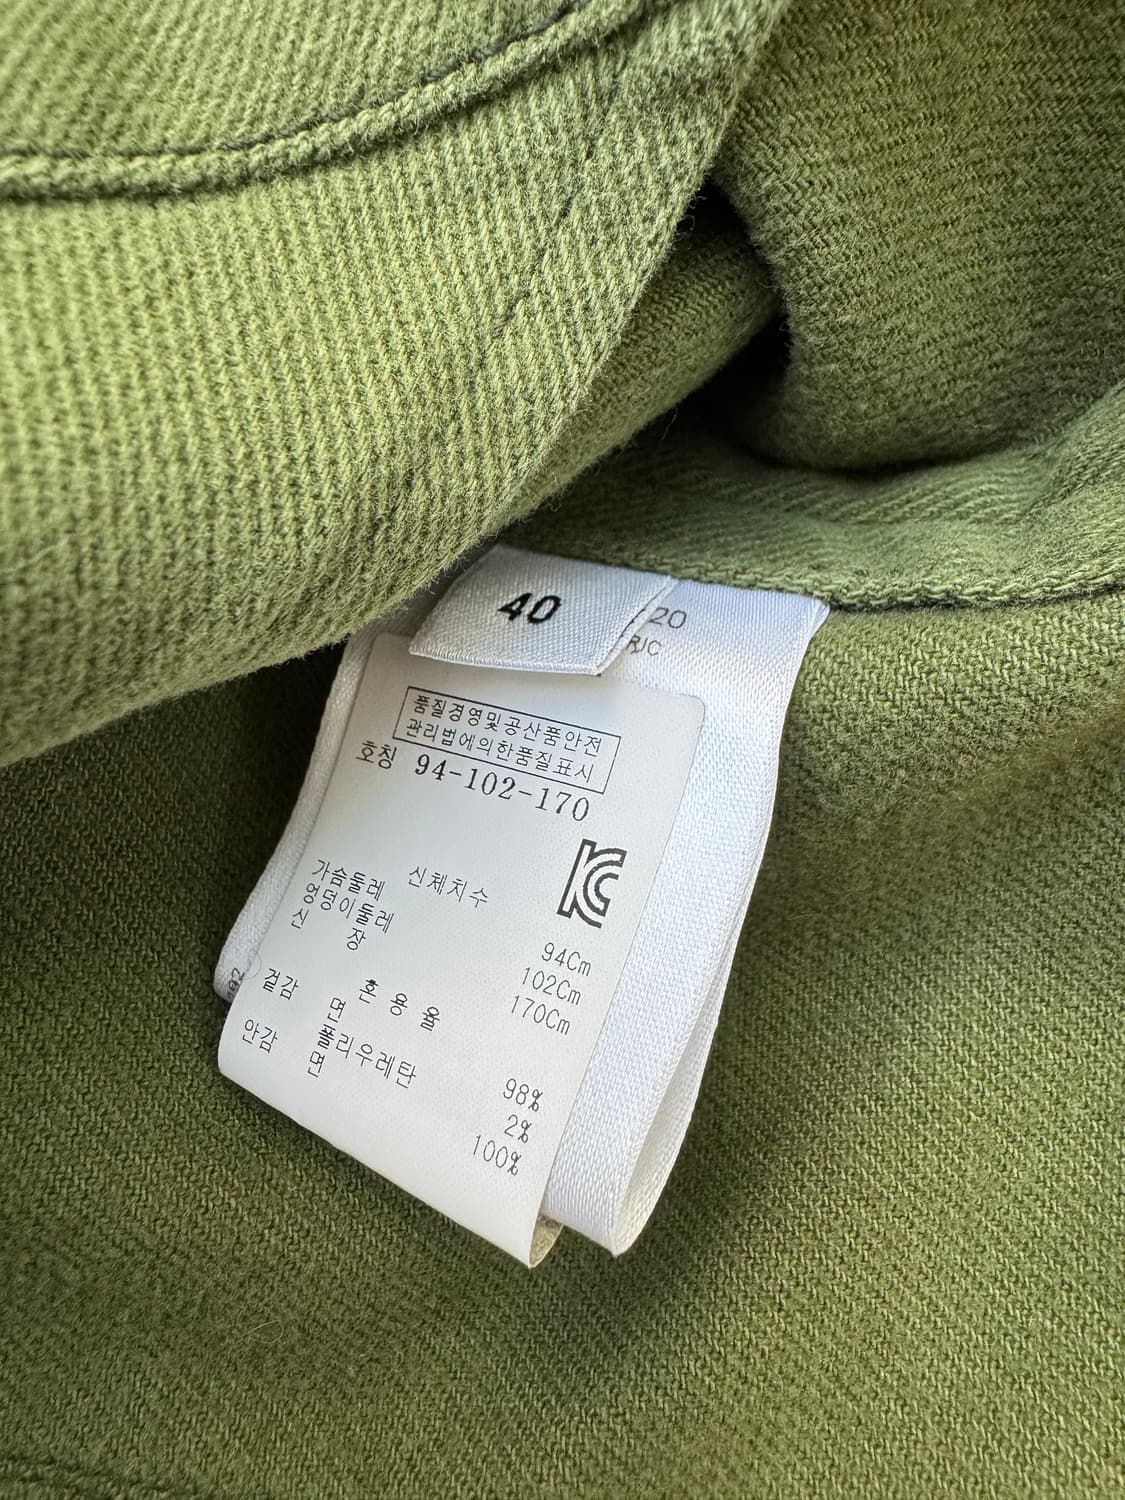 40
20
R/C
품질경영및공산품안전
관리법에의한품질표시
호칭 94-102-170
신체치수
가슴둘레 94Cm
엉덩이둘레 102Cm
신 장 170Cm
혼 용 율
겉감 면 98%
폴리우레탄 2%
안감 면 100%